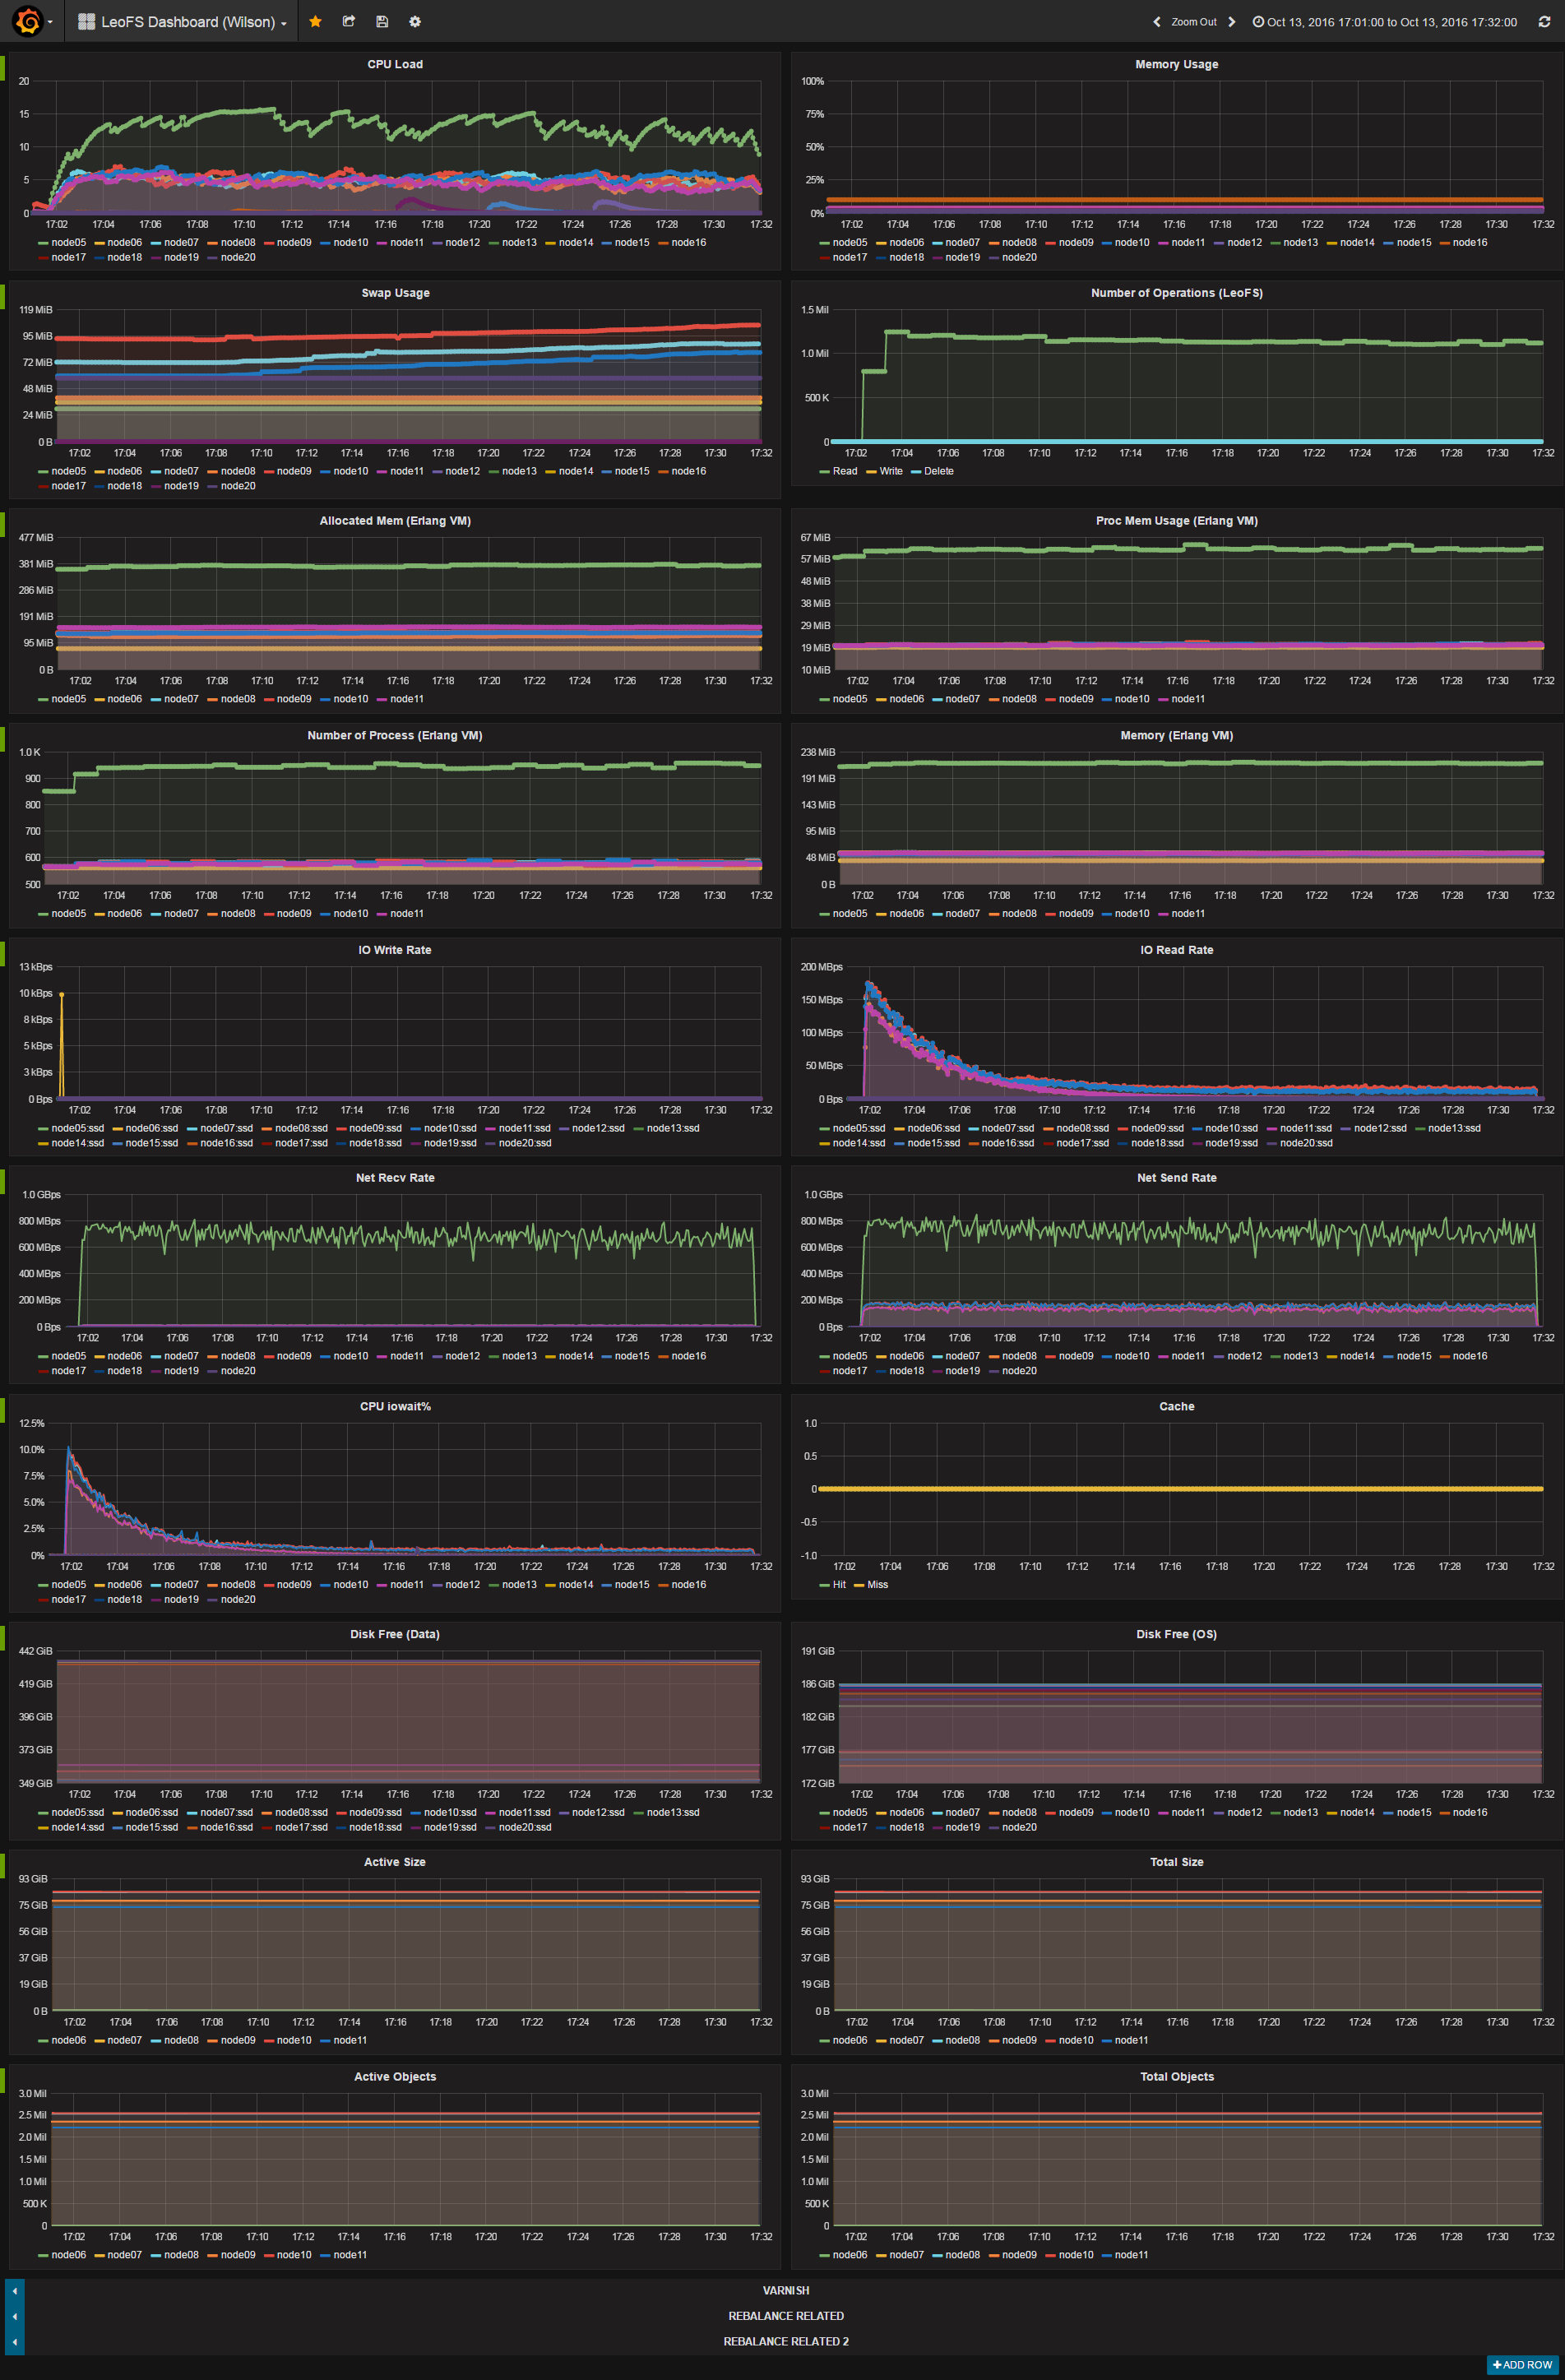 LeoFS Dashboard (Wilson)
Zoom Out
Oct 13, 2016 17:01:00 to Oct 13, 2016 17:32:00
CPU Load
20
15
10
5
0
17:02 17:04 17:06 17:08 17:10 17:12 17:14 17:16 17:18 17:20 17:22 17:24 17:26 17:28 17:30 17:32
node05 node06 node07 node08 node09 node10 node11 node12 node13 node14 node15 node16
node17 node18 node19 node20
Memory Usage
100%
75%
50%
25%
0%
17:02 17:04 17:06 17:08 17:10 17:12 17:14 17:16 17:18 17:20 17:22 17:24 17:26 17:28 17:30 17:32
node05 node06 node07 node08 node09 node10 node11 node12 node13 node14 node15 node16
node17 node18 node19 node20
Swap Usage
119 MiB
95 MiB
72 MiB
48 MiB
24 MiB
0 B
17:02 17:04 17:06 17:08 17:10 17:12 17:14 17:16 17:18 17:20 17:22 17:24 17:26 17:28 17:30 17:32
node05 node06 node07 node08 node09 node10 node11 node12 node13 node14 node15 node16
node17 node18 node19 node20
Number of Operations (LeoFS)
1.5 Mil
1.0 Mil
500 K
0
17:02 17:04 17:06 17:08 17:10 17:12 17:14 17:16 17:18 17:20 17:22 17:24 17:26 17:28 17:30 17:32
Read Write Delete
Allocated Mem (Erlang VM)
477 MiB
381 MiB
286 MiB
191 MiB
95 MiB
0 B
17:02 17:04 17:06 17:08 17:10 17:12 17:14 17:16 17:18 17:20 17:22 17:24 17:26 17:28 17:30 17:32
node05 node06 node07 node08 node09 node10 node11
Proc Mem Usage (Erlang VM)
67 MiB
57 MiB
48 MiB
38 MiB
29 MiB
19 MiB
10 MiB
17:02 17:04 17:06 17:08 17:10 17:12 17:14 17:16 17:18 17:20 17:22 17:24 17:26 17:28 17:30 17:32
node05 node06 node07 node08 node09 node10 node11
Number of Process (Erlang VM)
1.0 K
900
800
700
600
500
17:02 17:04 17:06 17:08 17:10 17:12 17:14 17:16 17:18 17:20 17:22 17:24 17:26 17:28 17:30 17:32
node05 node06 node07 node08 node09 node10 node11
Memory (Erlang VM)
238 MiB
191 MiB
143 MiB
95 MiB
48 MiB
0 B
17:02 17:04 17:06 17:08 17:10 17:12 17:14 17:16 17:18 17:20 17:22 17:24 17:26 17:28 17:30 17:32
node05 node06 node07 node08 node09 node10 node11
IO Write Rate
13 kBps
10 kBps
8 kBps
5 kBps
3 kBps
0 Bps
17:02 17:04 17:06 17:08 17:10 17:12 17:14 17:16 17:18 17:20 17:22 17:24 17:26 17:28 17:30 17:32
node05:ssd node06:ssd node07:ssd node08:ssd node09:ssd node10:ssd node11:ssd node12:ssd node13:ssd
node14:ssd node15:ssd node16:ssd node17:ssd node18:ssd node19:ssd node20:ssd
IO Read Rate
200 MBps
150 MBps
100 MBps
50 MBps
0 Bps
17:02 17:04 17:06 17:08 17:10 17:12 17:14 17:16 17:18 17:20 17:22 17:24 17:26 17:28 17:30 17:32
node05:ssd node06:ssd node07:ssd node08:ssd node09:ssd node10:ssd node11:ssd node12:ssd node13:ssd
node14:ssd node15:ssd node16:ssd node17:ssd node18:ssd node19:ssd node20:ssd
Net Recv Rate
1.0 GBps
800 MBps
600 MBps
400 MBps
200 MBps
0 Bps
17:02 17:04 17:06 17:08 17:10 17:12 17:14 17:16 17:18 17:20 17:22 17:24 17:26 17:28 17:30 17:32
node05 node06 node07 node08 node09 node10 node11 node12 node13 node14 node15 node16
node17 node18 node19 node20
Net Send Rate
1.0 GBps
800 MBps
600 MBps
400 MBps
200 MBps
0 Bps
17:02 17:04 17:06 17:08 17:10 17:12 17:14 17:16 17:18 17:20 17:22 17:24 17:26 17:28 17:30 17:32
node05 node06 node07 node08 node09 node10 node11 node12 node13 node14 node15 node16
node17 node18 node19 node20
CPU iowait%
12.5%
10.0%
7.5%
5.0%
2.5%
0%
17:02 17:04 17:06 17:08 17:10 17:12 17:14 17:16 17:18 17:20 17:22 17:24 17:26 17:28 17:30 17:32
node05 node06 node07 node08 node09 node10 node11 node12 node13 node14 node15 node16
node17 node18 node19 node20
Cache
1.0
0.5
0
-0.5
-1.0
17:02 17:04 17:06 17:08 17:10 17:12 17:14 17:16 17:18 17:20 17:22 17:24 17:26 17:28 17:30 17:32
Hit Miss
Disk Free (Data)
442 GiB
419 GiB
396 GiB
373 GiB
349 GiB
17:02 17:04 17:06 17:08 17:10 17:12 17:14 17:16 17:18 17:20 17:22 17:24 17:26 17:28 17:30 17:32
node05:ssd node06:ssd node07:ssd node08:ssd node09:ssd node10:ssd node11:ssd node12:ssd node13:ssd
node14:ssd node15:ssd node16:ssd node17:ssd node18:ssd node19:ssd node20:ssd
Disk Free (OS)
191 GiB
186 GiB
182 GiB
177 GiB
172 GiB
17:02 17:04 17:06 17:08 17:10 17:12 17:14 17:16 17:18 17:20 17:22 17:24 17:26 17:28 17:30 17:32
node05 node06 node07 node08 node09 node10 node11 node12 node13 node14 node15 node16
node17 node18 node19 node20
Active Size
93 GiB
75 GiB
56 GiB
37 GiB
19 GiB
0 B
17:02 17:04 17:06 17:08 17:10 17:12 17:14 17:16 17:18 17:20 17:22 17:24 17:26 17:28 17:30 17:32
node06 node07 node08 node09 node10 node11
Total Size
93 GiB
75 GiB
56 GiB
37 GiB
19 GiB
0 B
17:02 17:04 17:06 17:08 17:10 17:12 17:14 17:16 17:18 17:20 17:22 17:24 17:26 17:28 17:30 17:32
node06 node07 node08 node09 node10 node11
Active Objects
3.0 Mil
2.5 Mil
2.0 Mil
1.5 Mil
1.0 Mil
500 K
0
17:02 17:04 17:06 17:08 17:10 17:12 17:14 17:16 17:18 17:20 17:22 17:24 17:26 17:28 17:30 17:32
node06 node07 node08 node09 node10 node11
Total Objects
3.0 Mil
2.5 Mil
2.0 Mil
1.5 Mil
1.0 Mil
500 K
0
17:02 17:04 17:06 17:08 17:10 17:12 17:14 17:16 17:18 17:20 17:22 17:24 17:26 17:28 17:30 17:32
node06 node07 node08 node09 node10 node11
VARNISH
REBALANCE RELATED
REBALANCE RELATED 2
ADD ROW